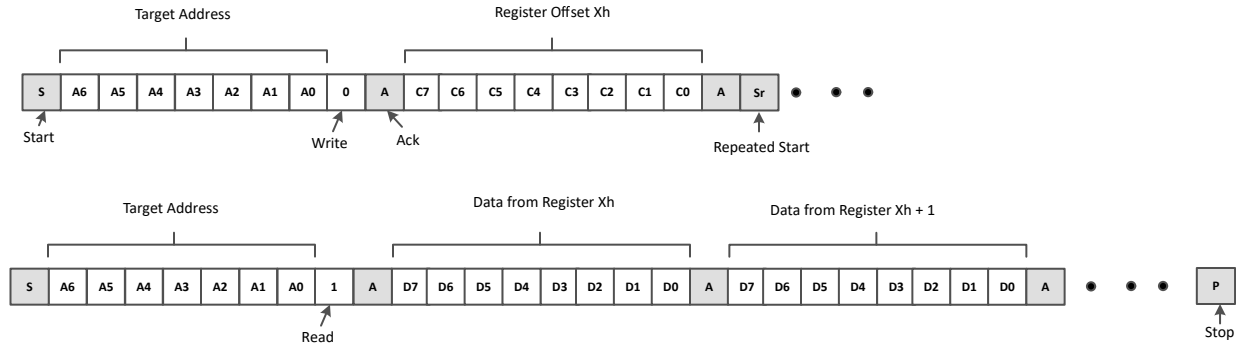 Target Address Register Offset Xh
S A6 A5 A4 A3 A2 A1 A0 0 A C7 C6 C5 C4 C3 C2 C1 C0 A Sr
Start Write Ack Repeated Start
Target Address Data from Register Xh Data from Register Xh + 1
S A6 A5 A4 A3 A2 A1 A0 1 A D7 D6 D5 D4 D3 D2 D1 D0 A D7 D6 D5 D4 D3 D2 D1 D0 A P
Read Stop